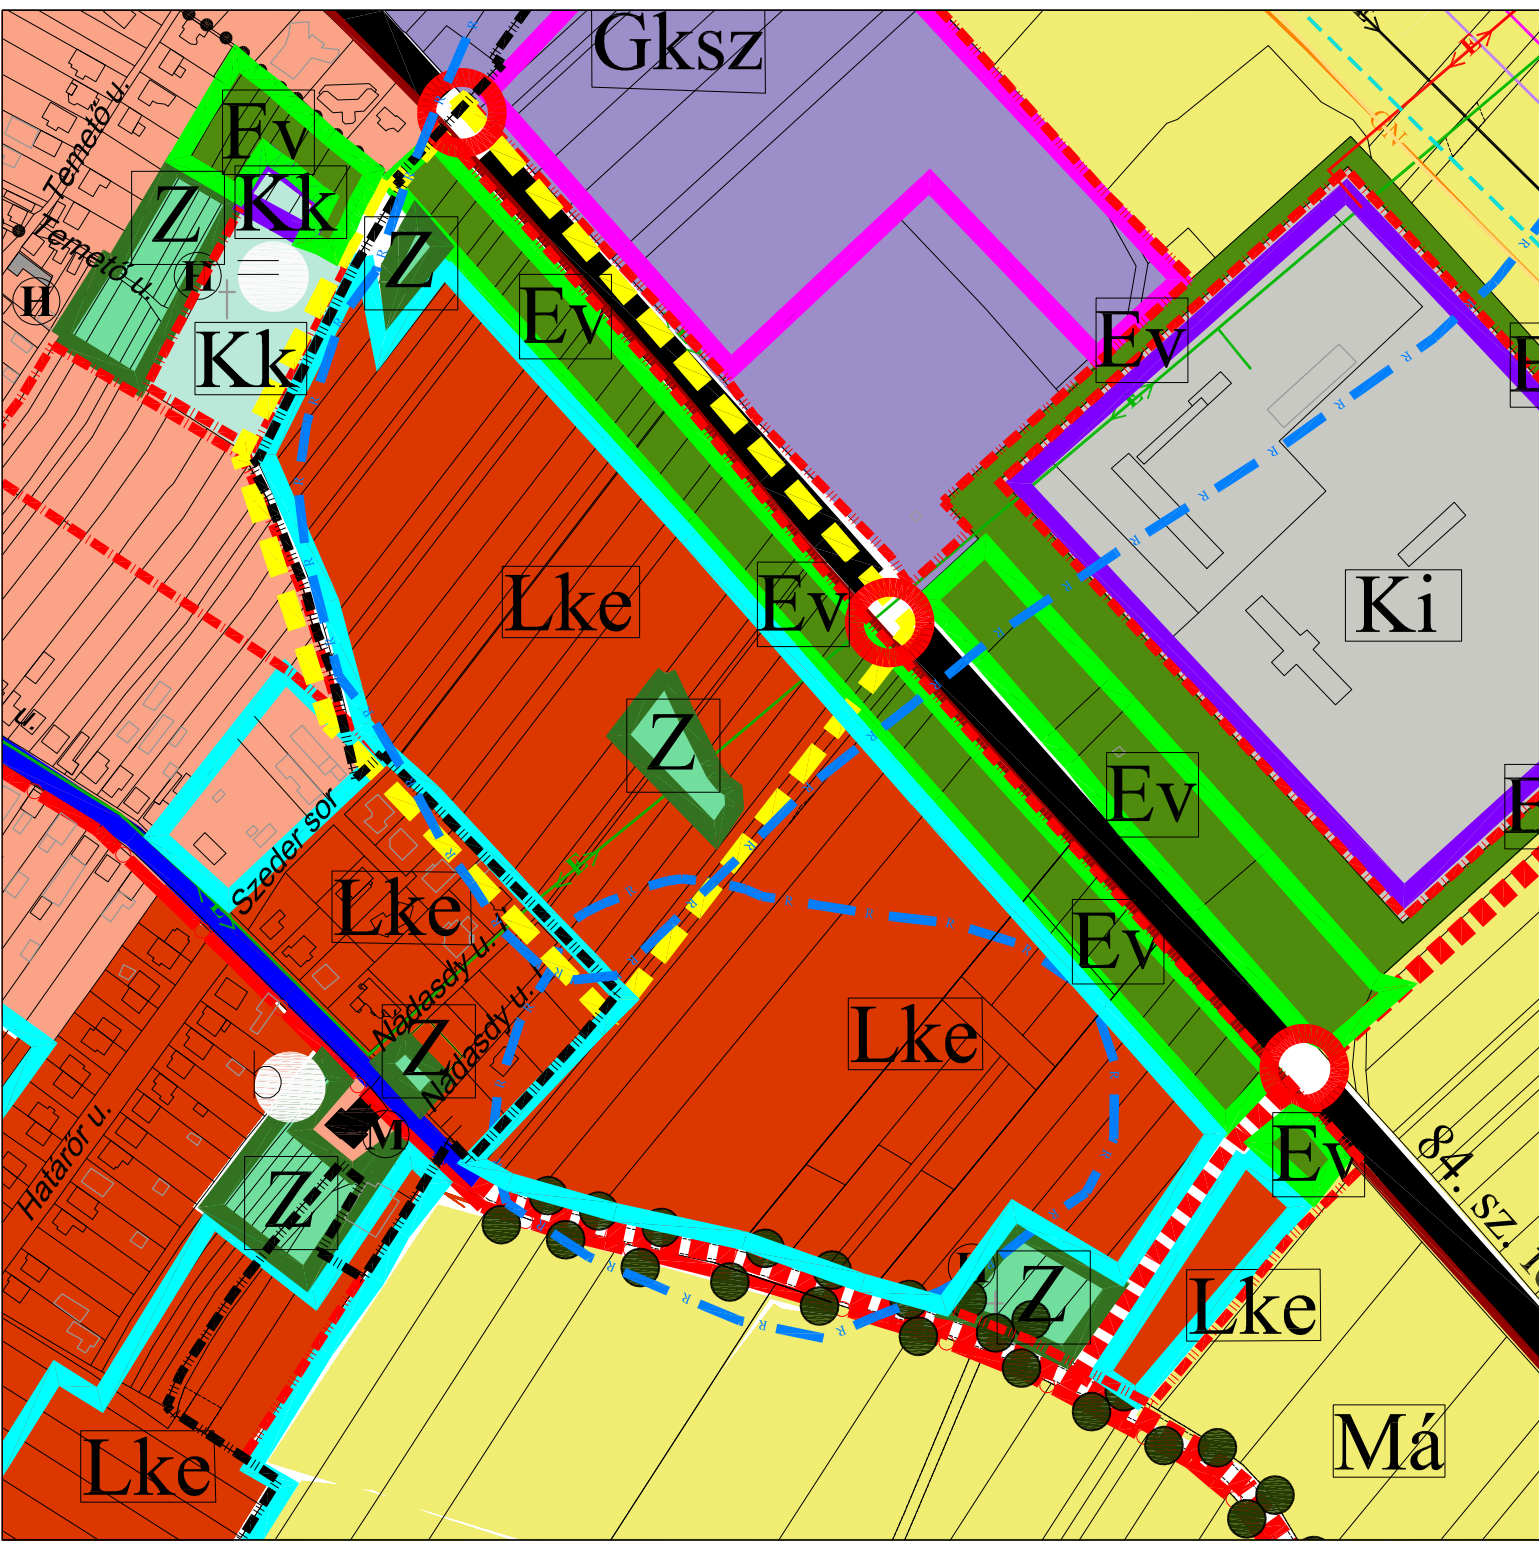 Gksz
Temető u.
Ev
Z
Kk
Temető u.
H
H
Z
Kk
Ev
Ev
Lke
Ev
Ki
Z
u.
Ev
Szeder sor
Lke
Ev
Nádasdy u.
Nádasdy u.
Z
Lke
Határőr u.
M
Z
Ev
84. sz.
Z
Lke
Má
Lke